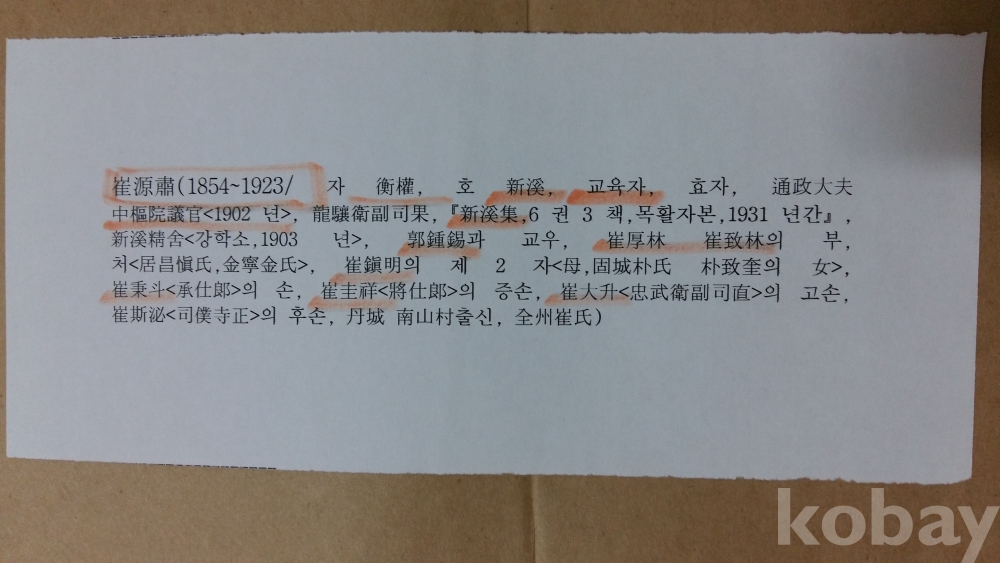 崔源肅(1854~1923/ 자 衡權, 호 新溪, 교육자, 효자, 通政大夫
中樞院議官<1902 년>, 龍驤衛副司果,『新溪集,6 권 3 책,목활자본,1931 년간』,
新溪精舍<강학소,1903 년>, 郭鍾錫과 교우, 崔厚林 崔致林의 부,
처<居昌愼氏,金寧金氏>, 崔鎭明의 제 2 자<母,固城朴氏 朴致奎의 女>,
崔秉斗<承仕郞>의 손, 崔圭祥<將仕郞>의 증손, 崔大升<忠武衛副司直>의 고손,
崔斯泌<司僕寺正>의 후손, 丹城 南山村출신, 全州崔氏)
kobay